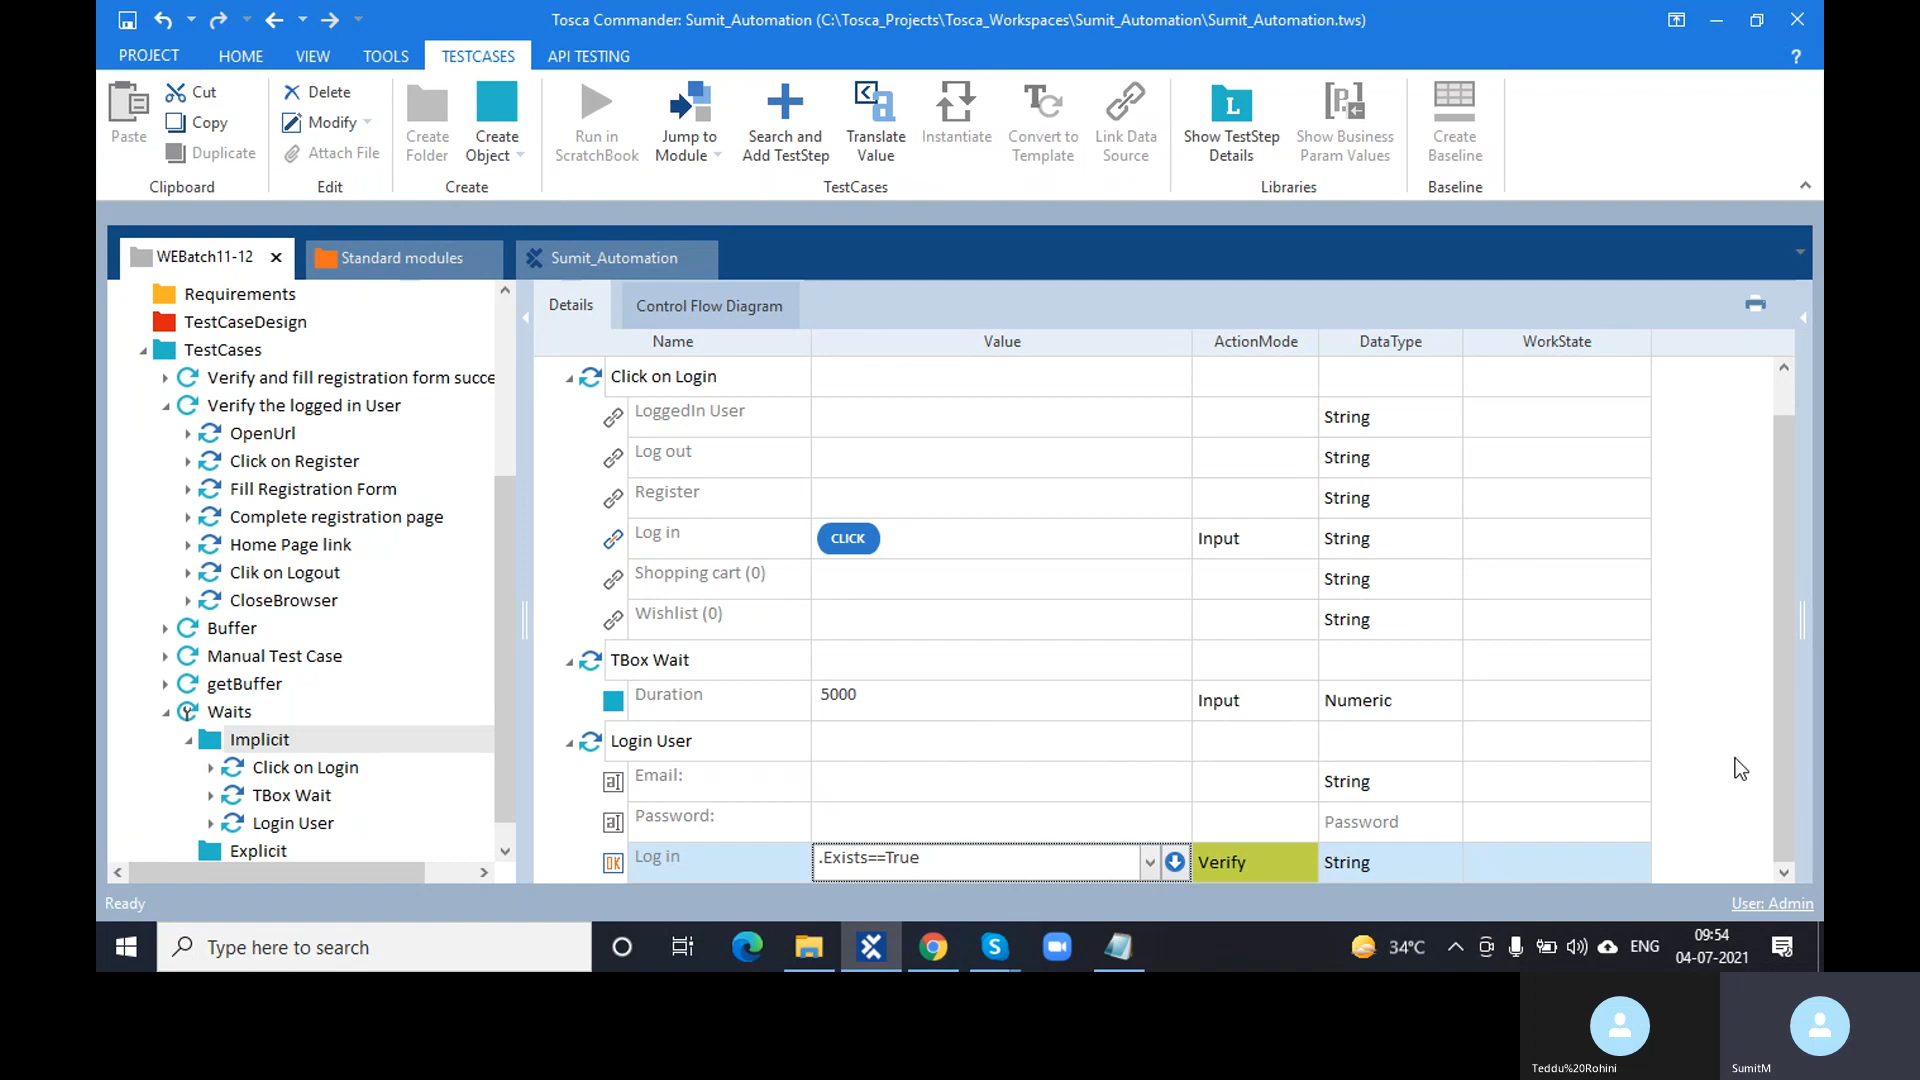 Tosca Commander: Sumit_Automation (C:\Tosca_Projects\Tosca_Workspaces\Sumit_Automation\Sumit_Automation.tws)
PROJECT HOME VIEW TOOLS TESTCASES API TESTING ?
Paste
Cut
Copy
Duplicate
Clipboard
Delete
Modify
Attach File
Edit
Create Folder
Create Object
Create
Run in ScratchBook
Jump to Module
Search and Add TestStep
Translate Value
Instantiate
Convert to Template
Link Data Source
TestCases
Show TestStep Details
Show Business Param Values
Libraries
Create Baseline
Baseline
WEBatch11-12
Standard modules
Sumit_Automation
Requirements
TestCaseDesign
TestCases
Verify and fill registration form succe
Verify the logged in User
OpenUrl
Click on Register
Fill Registration Form
Complete registration page
Home Page link
Clik on Logout
CloseBrowser
Buffer
Manual Test Case
getBuffer
Waits
Implicit
Click on Login
TBox Wait
Login User
Explicit
Details
Control Flow Diagram
Name Value ActionMode DataType WorkState
Click on Login
LoggedIn User String
Log out String
Register String
Log in CLICK Input String
Shopping cart (0) String
Wishlist (0) String
TBox Wait
Duration 5000 Input Numeric
Login User
Email: String
Password: Password
Log in .Exists==True Verify String
Ready
User: Admin
Type here to search
34°C
ENG
09:54
04-07-2021
Teddu%20Rohini
SumitM